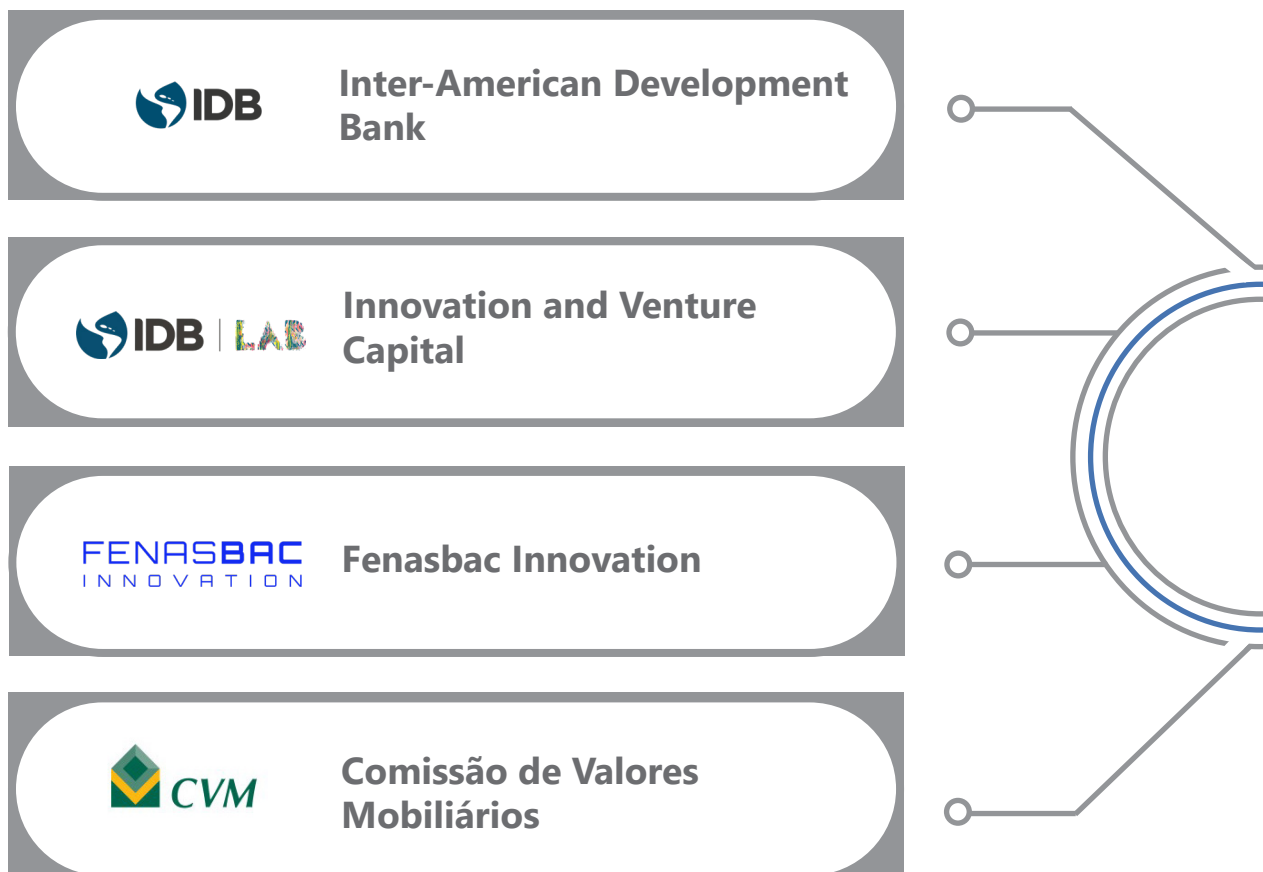 IDB
Inter-American Development
Bank
IDB | LAB
Innovation and Venture
Capital
FENASBAC
INNOVATION
Fenasbac Innovation
CVM
Comissão de Valores
Mobiliários